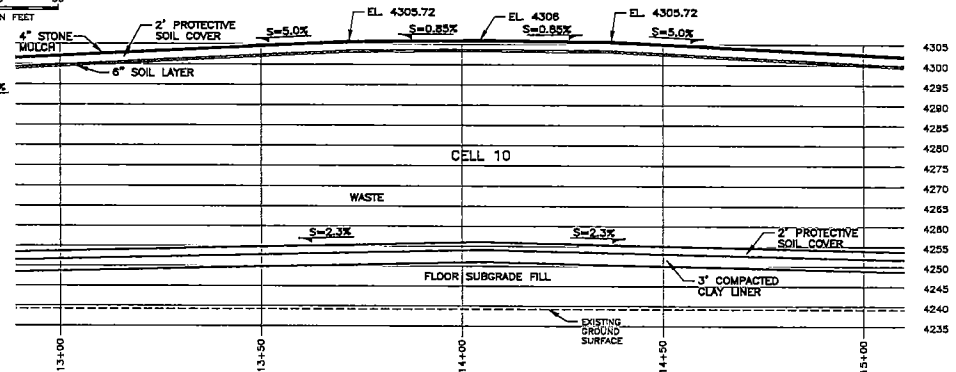 N FEET
4" STONE
MULCH
2' PROTECTIVE
SOIL COVER
6" SOIL LAYER
%
S=5.0%
EL 4305.72
S=0.85%
EL 4306
S=0.85%
EL 4305.72
S=5.0%
4305
4300
4295
4290
4285
4280
4275
4270
4265
4260
4255
4250
4245
4240
4235
CELL 10
WASTE
S=2.3%
S=2.3%
2' PROTECTIVE
SOIL COVER
FLOOR SUBGRADE FILL
3' COMPACTED
CLAY LINER
EXISTING
GROUND
SURFACE
13+00
13+50
14+00
14+50
15+00